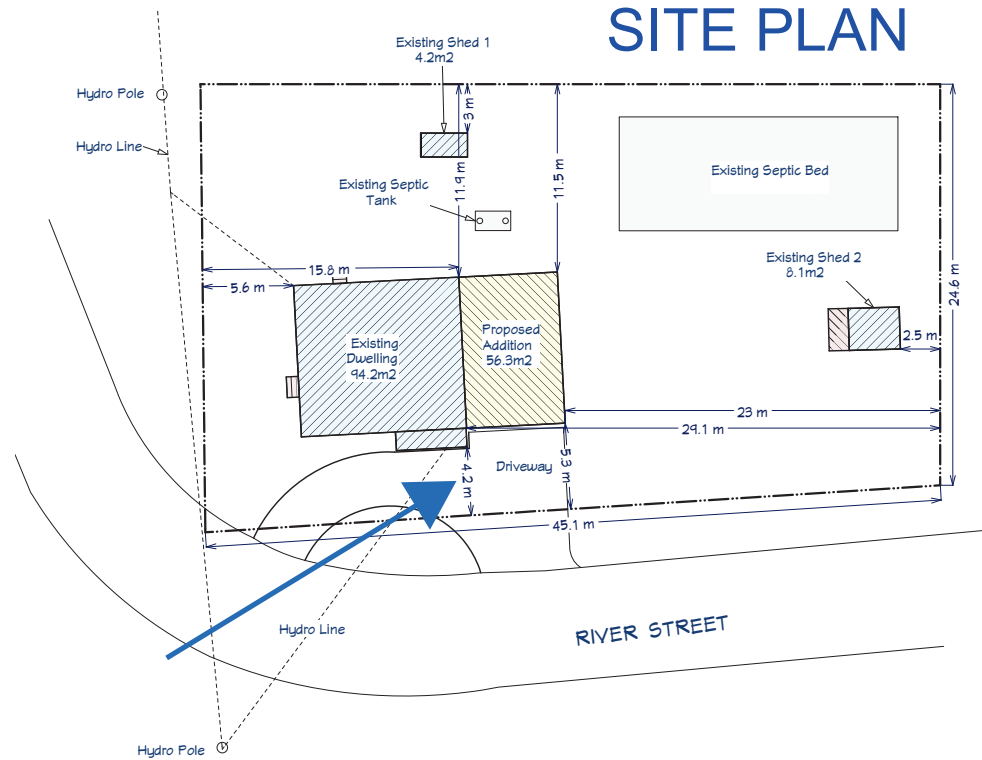 SITE PLAN
Existing Shed 1
4.2m2
Hydro Pole
3 m
Hydro Line
11.9 m
11.5 m
Existing Septic Bed
Existing Septic
Tank
Existing Shed 2
8.1m2
15.8 m
5.6 m
24.6 m
Existing
Dwelling
94.2m2
Proposed
Addition
56.3m2
2.5 m
23 m
29.1 m
Driveway
4.2 m
5.3 m
45.1 m
Hydro Line
RIVER STREET
Hydro Pole